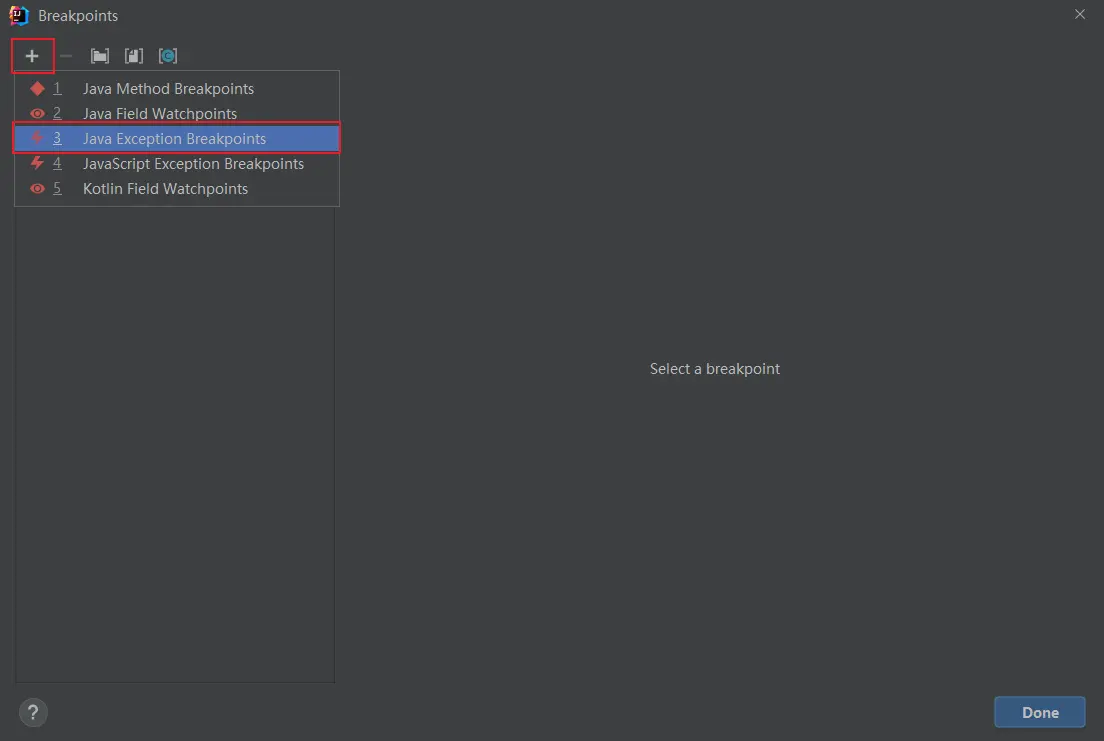 Breakpoints
1 Java Method Breakpoints
2 Java Field Watchpoints
3 Java Exception Breakpoints
4 JavaScript Exception Breakpoints
5 Kotlin Field Watchpoints
Select a breakpoint
? Done